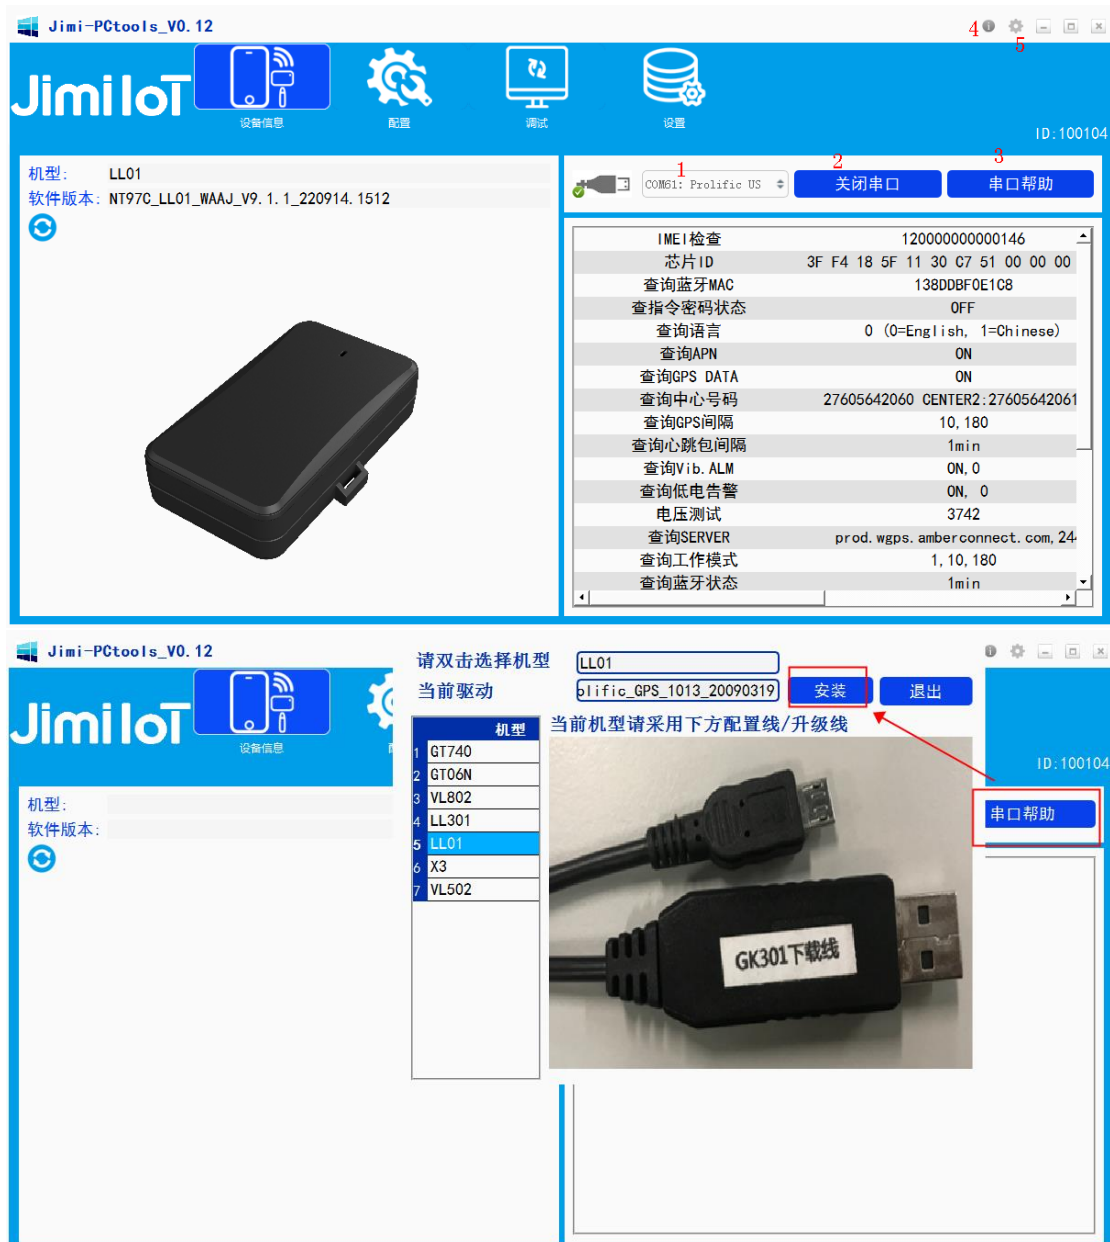 Jimi-PCtools_V0.12
4
5
Jimi IoT
设备信息
配置
调试
设置
ID:100104
机型: LL01
软件版本: NT97C_LL01_WAAJ_V9.1.1_220914.1512
1
2
3
COM61: Prolific US
关闭串口
串口帮助
IMEI检查 120000000000146
芯片ID 3F F4 18 5F 11 30 C7 51 00 00 00
查询蓝牙MAC 138DDBF0E1C8
查指令密码状态 OFF
查询语言 0 (0=English, 1=Chinese)
查询APN ON
查询GPS DATA ON
查询中心号码 27605642060 CENTER2:27605642061
查询GPS间隔 10,180
查询心跳包间隔 1min
查询Vib.ALM ON,0
查询低电告警 ON, 0
电压测试 3742
查询SERVER prod.wgps.amberconnect.com,24
查询工作模式 1,10,180
查询蓝牙状态 1min
Jimi-PCtools_V0.12
Jimi IoT
设备信息
ID:100104
机型:
软件版本:
请双击选择机型 LL01
当前驱动 olific_GPS_1013_20090319
安装
退出
机型
1 GT740
2 GT06N
3 VL802
4 LL301
5 LL01
6 X3
7 VL502
当前机型请采用下方配置线/升级线
GK301下载线
串口帮助